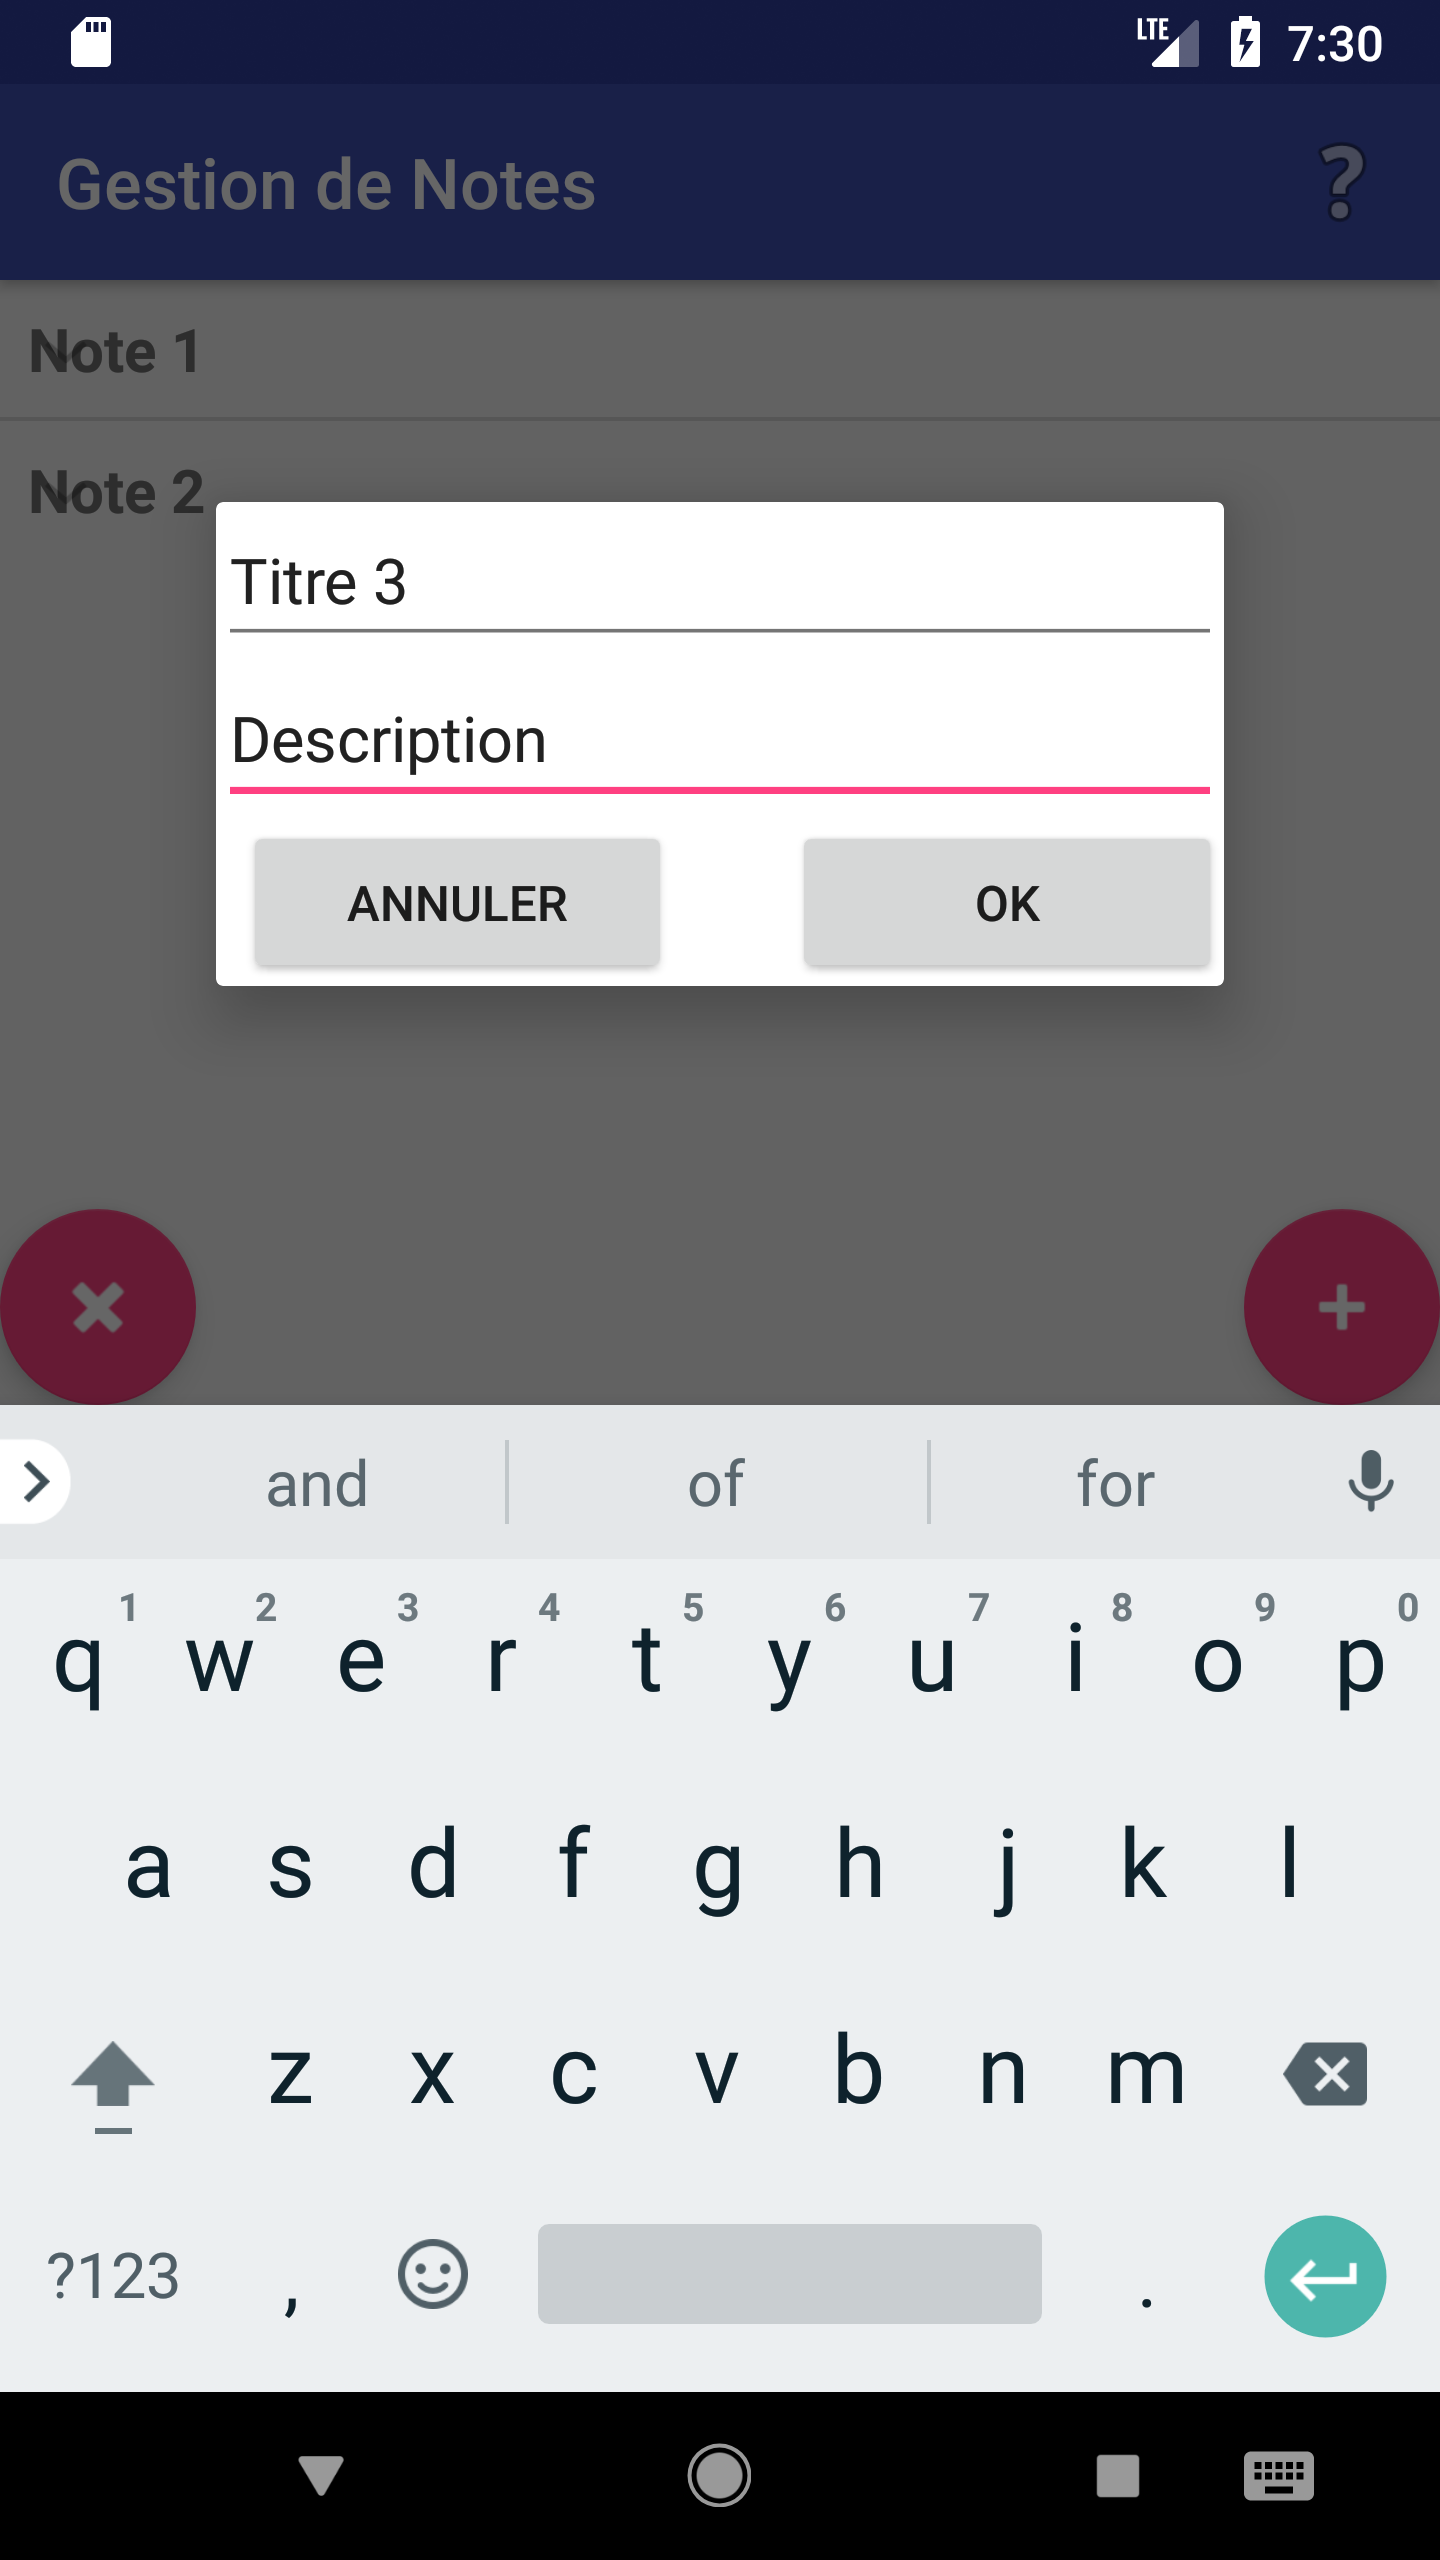 LTE 7:30
Gestion de Notes ?
Note 1
Note 2
Titre 3
Description
ANNULER OK
and of for
1 2 3 4 5 6 7 8 9 0
q w e r t y u i o p
a s d f g h j k l
z x c v b n m
?123 , .